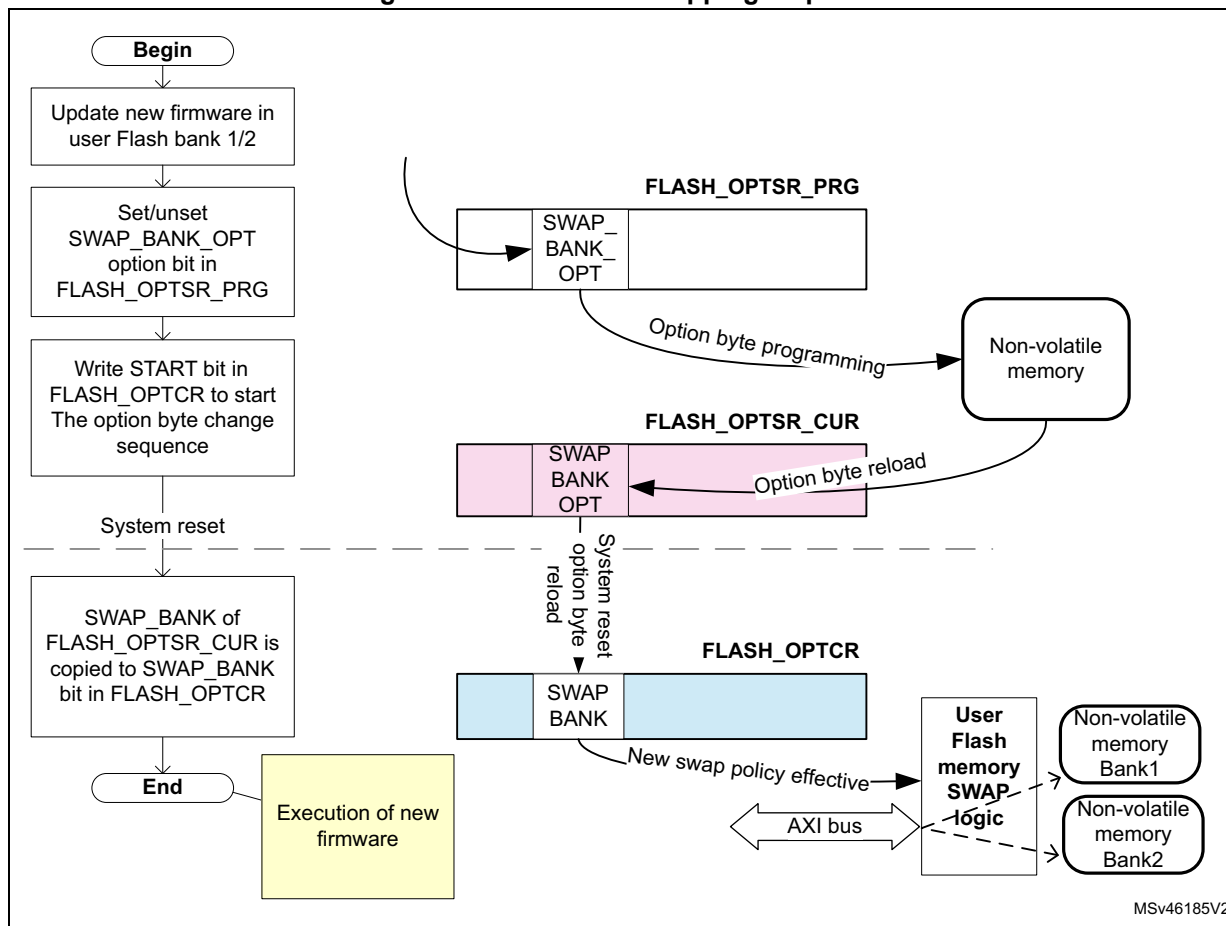 Begin
Update new firmware in
user Flash bank 1/2
Set/unset
SWAP_BANK_OPT
option bit in
FLASH_OPTSR_PRG
Write START bit in
FLASH_OPTCR to start
The option byte change
sequence
System reset
SWAP_BANK of
FLASH_OPTSR_CUR is
copied to SWAP_BANK
bit in FLASH_OPTCR
End
Execution of new
firmware
FLASH_OPTSR_PRG
SWAP_
BANK_
OPT
Option byte programming
Non-volatile
memory
FLASH_OPTSR_CUR
SWAP
BANK
OPT
Option byte reload
System reset
option byte
reload
FLASH_OPTCR
SWAP
BANK
New swap policy effective
AXI bus
User
Flash
memory
SWAP
logic
Non-volatile
memory
Bank1
Non-volatile
memory
Bank2
MSv46185V2